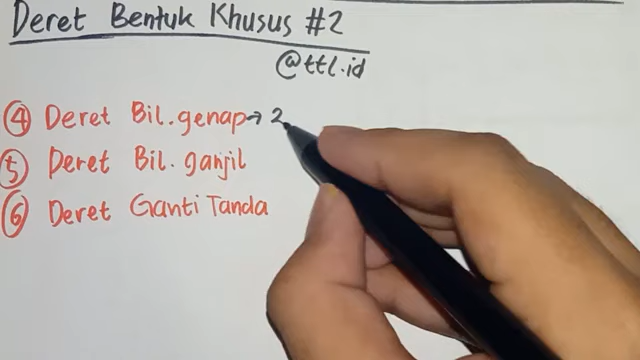 Deret Bentuk Khusus #2
@ttl.id
④ Deret Bil. genap → 2
⑤ Deret Bil. ganjil
⑥ Deret Ganti Tanda